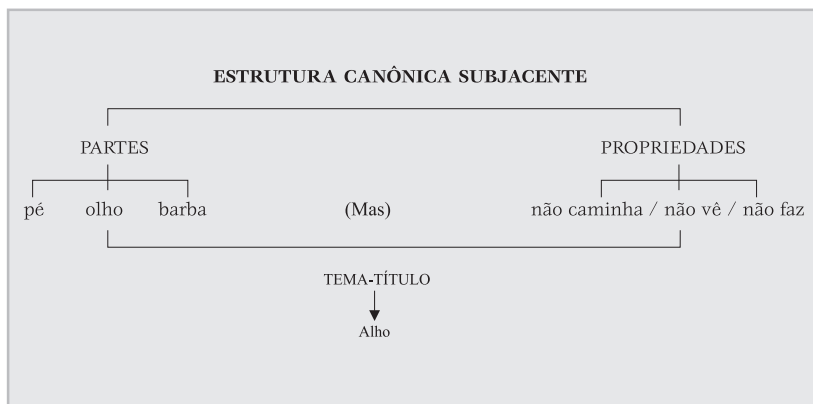 ESTRUTURA CANÔNICA SUBJACENTE
PARTES PROPRIEDADES
pé olho barba (Mas) não caminha / não vê / não faz
TEMA-TÍTULO
Alho